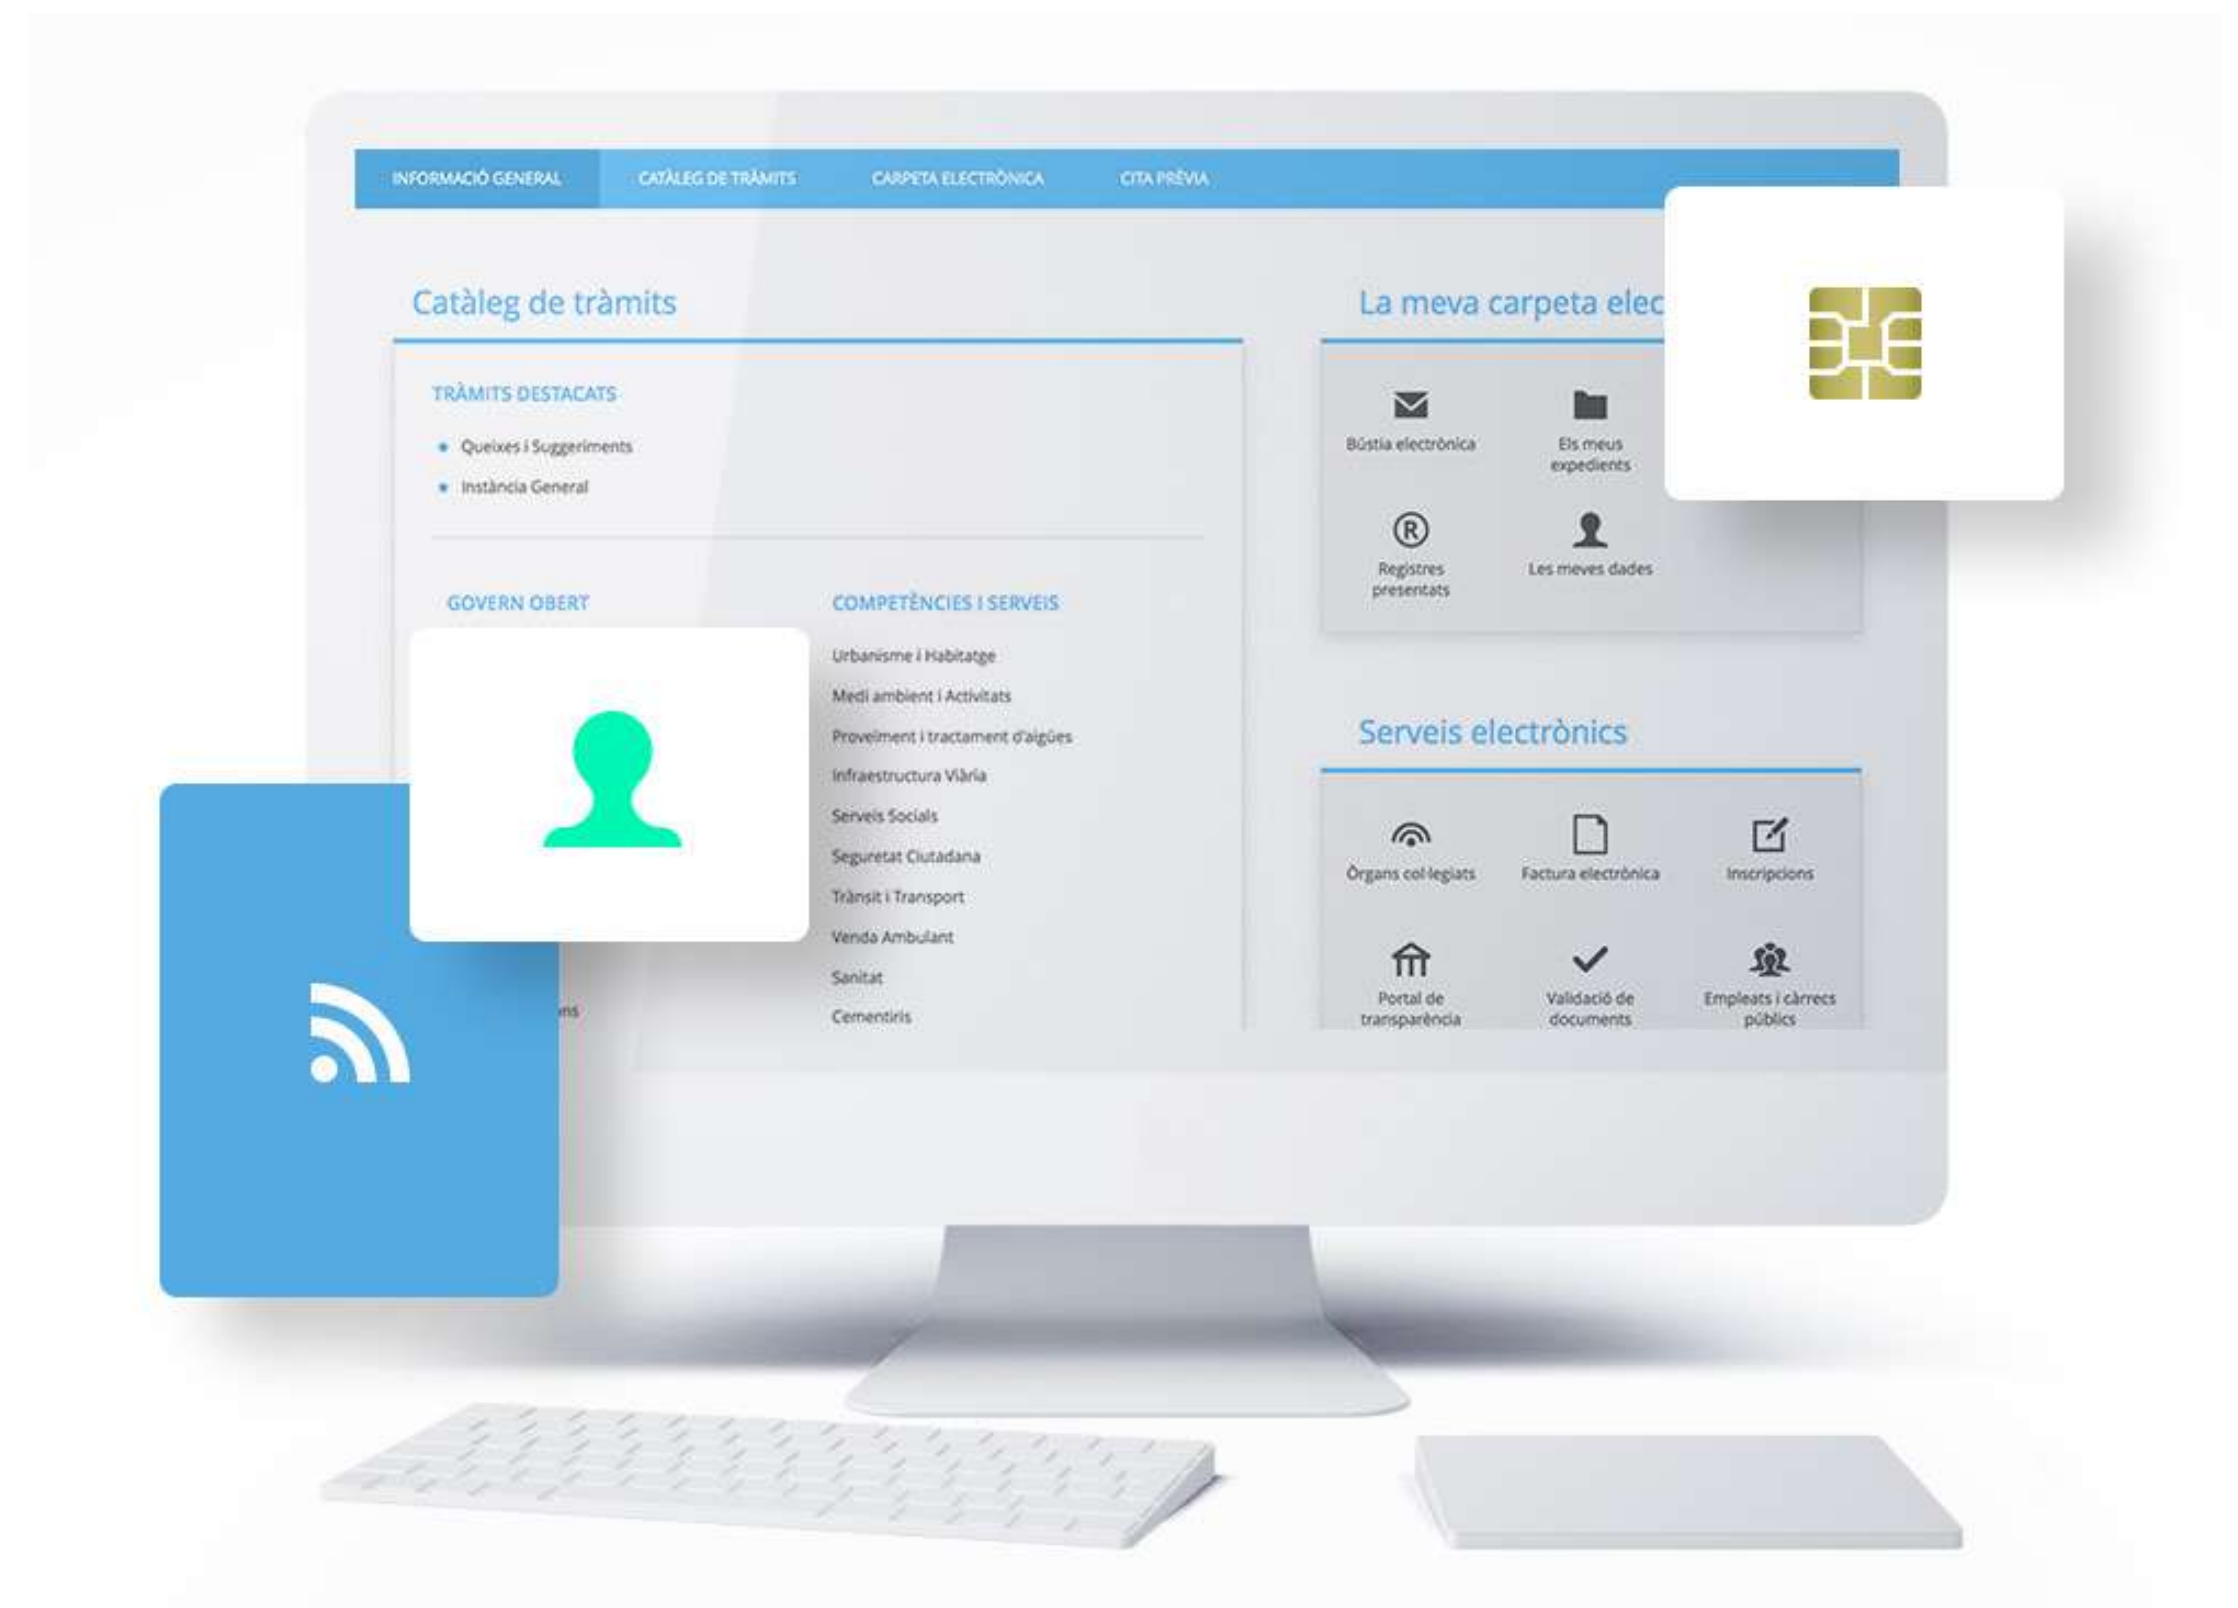 INFORMACIÓ GENERAL
CATÀLEG DE TRÀMITS
CARPETA ELECTRÒNICA
CITA PRÈVIA
Catàleg de tràmits
TRÀMITS DESTACATS
Queixes i Suggeriments
Instància General
GOVERN OBERT
COMPETÈNCIES I SERVEIS
Urbanisme i Habitatge
Medi ambient i Activitats
Proveïment i tractament d'aigües
Infraestructura Viària
Serveis Socials
Seguretat Ciutadana
Trànsit i Transport
Venda Ambulant
Sanitat
Cementiris
La meva carpeta elec
Bústia electrònica
Els meus
expedients
Registres
presentats
Les meves dades
Serveis electrònics
Òrgans col·legiats
Factura electrònica
Inscripcions
Portal de
transparència
Validació de
documents
Empleats i càrrecs
públics